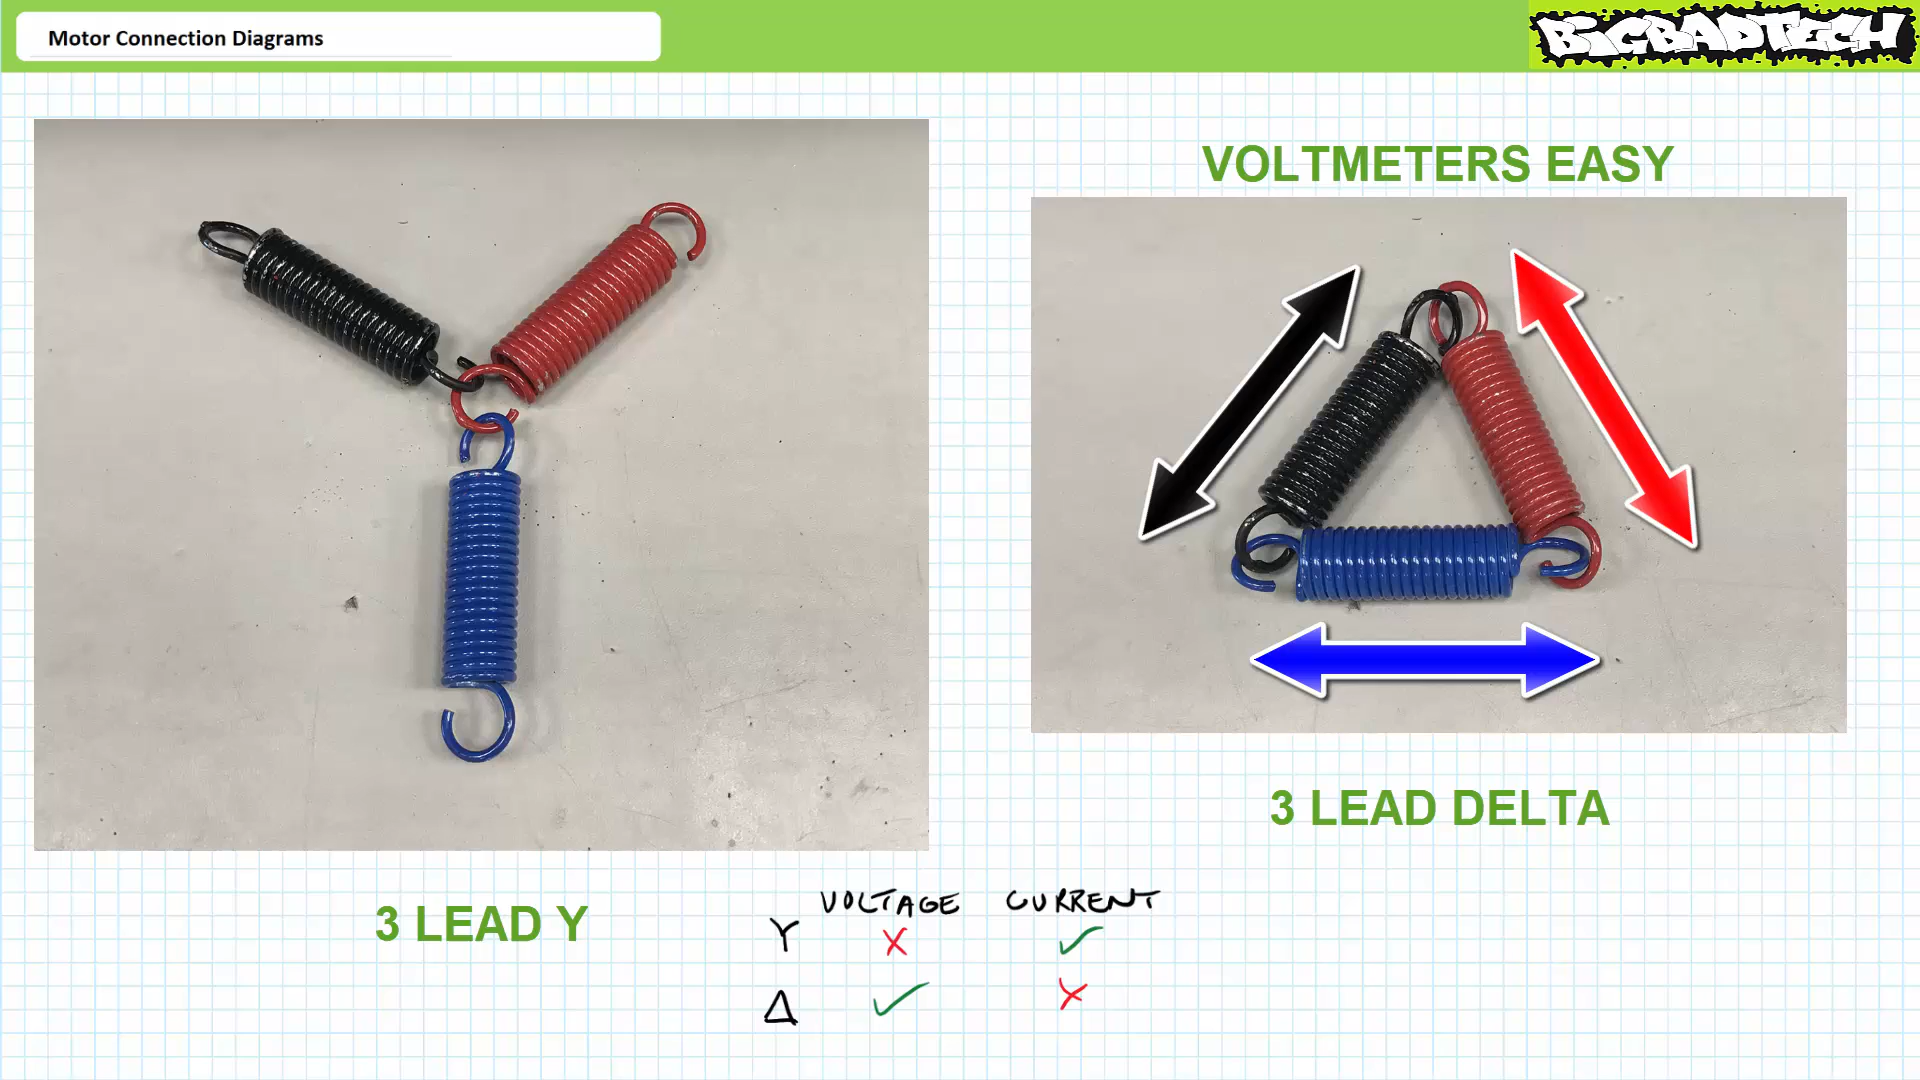 Motor Connection Diagrams
BIGBADTECH
VOLTMETERS EASY
3 LEAD DELTA
3 LEAD Y
VOLTAGE CURRENT
Y X ✓
Δ ✓ X